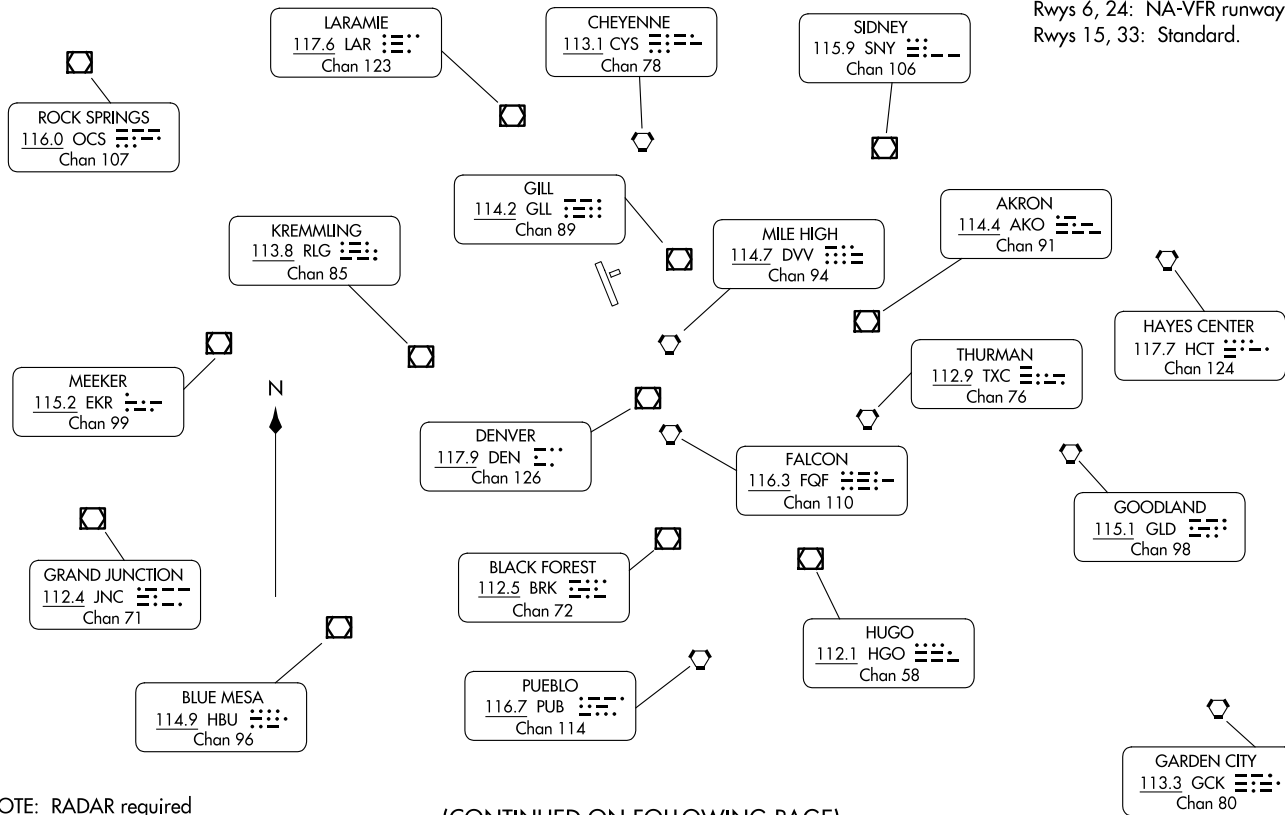 Rwys 6, 24: NA-VFR runway
Rwys 15, 33: Standard.
LARAMIE
117.6 LAR
Chan 123
CHEYENNE
113.1 CYS
Chan 78
SIDNEY
115.9 SNY
Chan 106
ROCK SPRINGS
116.0 OCS
Chan 107
GILL
114.2 GLL
Chan 89
AKRON
114.4 AKO
Chan 91
KREMMLING
113.8 RLG
Chan 85
MILE HIGH
114.7 DVV
Chan 94
HAYES CENTER
117.7 HCT
Chan 124
THURMAN
112.9 TXC
Chan 76
MEEKER
115.2 EKR
Chan 99
N
DENVER
117.9 DEN
Chan 126
FALCON
116.3 FQF
Chan 110
GOODLAND
115.1 GLD
Chan 98
GRAND JUNCTION
112.4 JNC
Chan 71
BLACK FOREST
112.5 BRK
Chan 72
HUGO
112.1 HGO
Chan 58
BLUE MESA
114.9 HBU
Chan 96
PUEBLO
116.7 PUB
Chan 114
GARDEN CITY
113.3 GCK
Chan 80
OTE: RADAR required
(CONTINUED ON FOLLOWING PAGE)